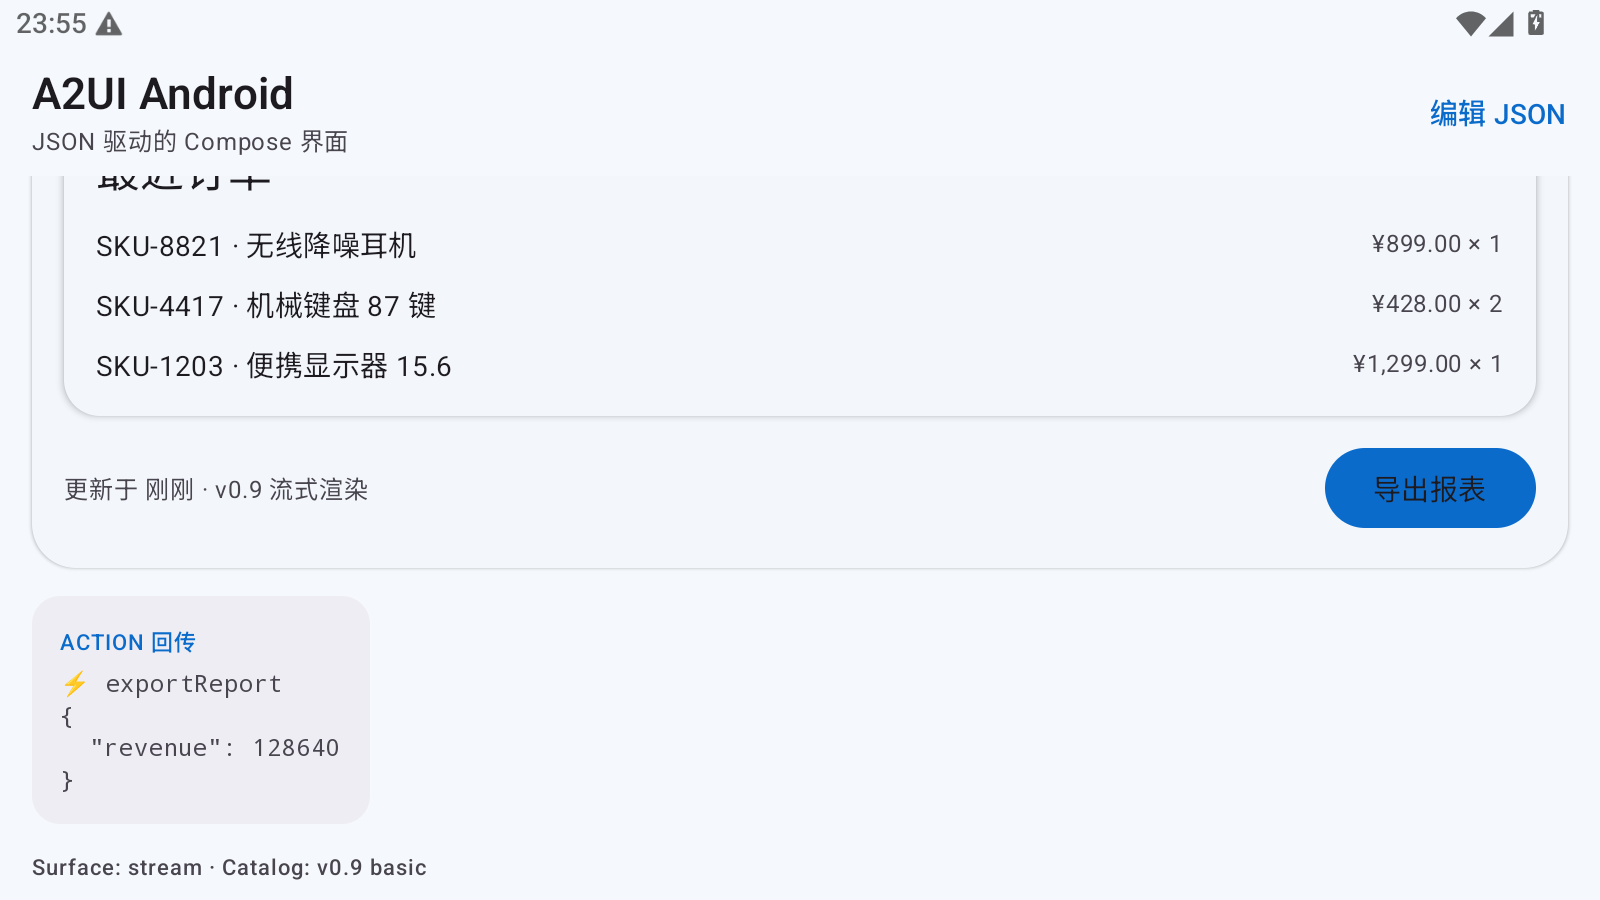 23:55
A2UI Android
编辑 JSON
JSON 驱动的 Compose 界面
最近订单
SKU-8821 · 无线降噪耳机
¥899.00 × 1
SKU-4417 · 机械键盘 87 键
¥428.00 × 2
SKU-1203 · 便携显示器 15.6
¥1,299.00 × 1
更新于 刚刚 · v0.9 流式渲染
导出报表
ACTION 回传
⚡ exportReport
{
"revenue": 128640
}
Surface: stream · Catalog: v0.9 basic